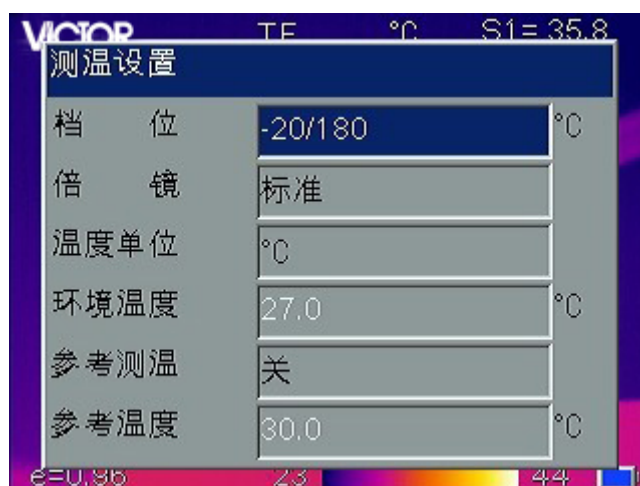 VICTOR TE °C S1= 35.8
测温设置
档 位 -20/180 °C
倍 镜 标准
温度单位 °C
环境温度 27.0 °C
参考测温 关
参考温度 30.0 °C
e=0.96 23 44